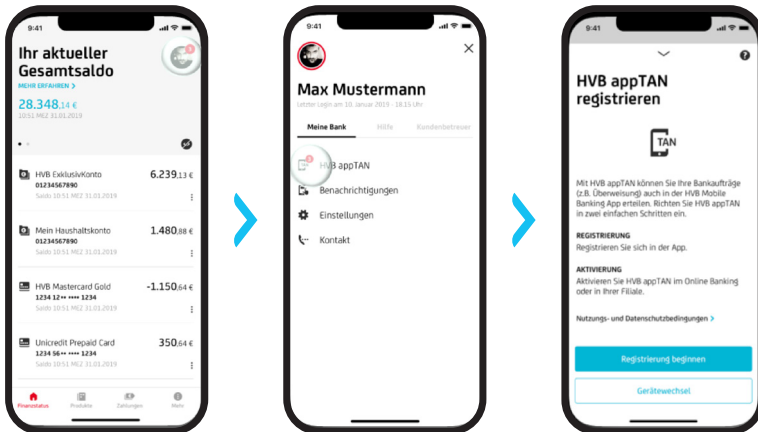 9:41
Ihr aktueller
Gesamtsaldo
MEHR ERFAHREN
28.348,14 €
10:51 MEZ 31.01.2019
HVB ExklusivKonto 6.239,13 €
01234567890
Saldo 10:51 MEZ 31.01.2019
Mein Haushaltskonto 1.480,88 €
01234567890
Saldo 10:51 MEZ 31.01.2019
HVB Mastercard Gold -1.150,64 €
1234 12•• •••• 1234
Saldo 10:51 MEZ 31.01.2019
Unicredit Prepaid Card 350,64 €
1234 56•• •••• 1234
Saldo 10:51 MEZ 31.01.2019
Finanzstatus Produkte Zahlungen Mehr
9:41
Max Mustermann
Letzter Login am 10. Januar 2019 - 18.15 Uhr
Meine Bank Hilfe Kundenbetreuer
HVB appTAN
Benachrichtigungen
Einstellungen
Kontakt
9:41
HVB appTAN
registrieren
TAN
Mit HVB appTAN können Sie Ihre Bankaufträge
(z.B. Überweisung) auch in der HVB Mobile
Banking App erteilen. Richten Sie HVB appTAN
in zwei einfachen Schritten ein.
REGISTRIERUNG
Registrieren Sie sich in der App.
AKTIVIERUNG
Aktivieren Sie HVB appTAN im Online Banking
oder in Ihrer Filiale.
Nutzungs- und Datenschutzbedingungen
Registrierung beginnen
Gerätewechsel